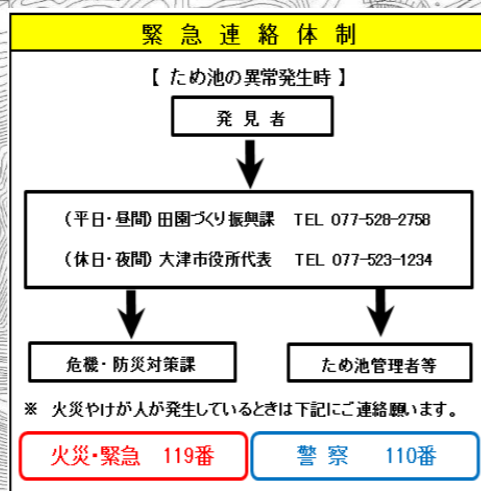 緊急連絡体制
【 ため池の異常発生時 】
発見者
(平日・昼間) 田園づくり振興課 TEL 077-528-2758
(休日・夜間) 大津市役所代表 TEL 077-523-1234
危機・防災対策課
ため池管理者等
※ 火災やけが人が発生しているときは下記にご連絡願います。
火災・緊急 119番
警察 110番